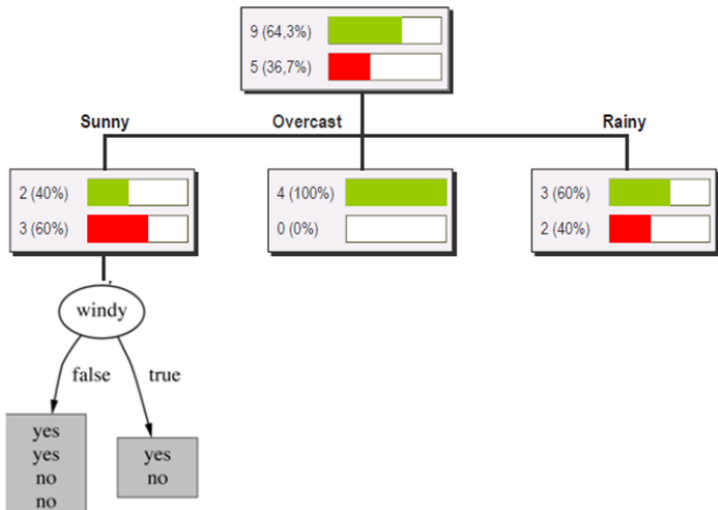 9 (64,3%)
5 (36,7%)
Sunny
Overcast
Rainy
2 (40%)
3 (60%)
4 (100%)
0 (0%)
3 (60%)
2 (40%)
windy
false
true
yes
yes
no
no
yes
no